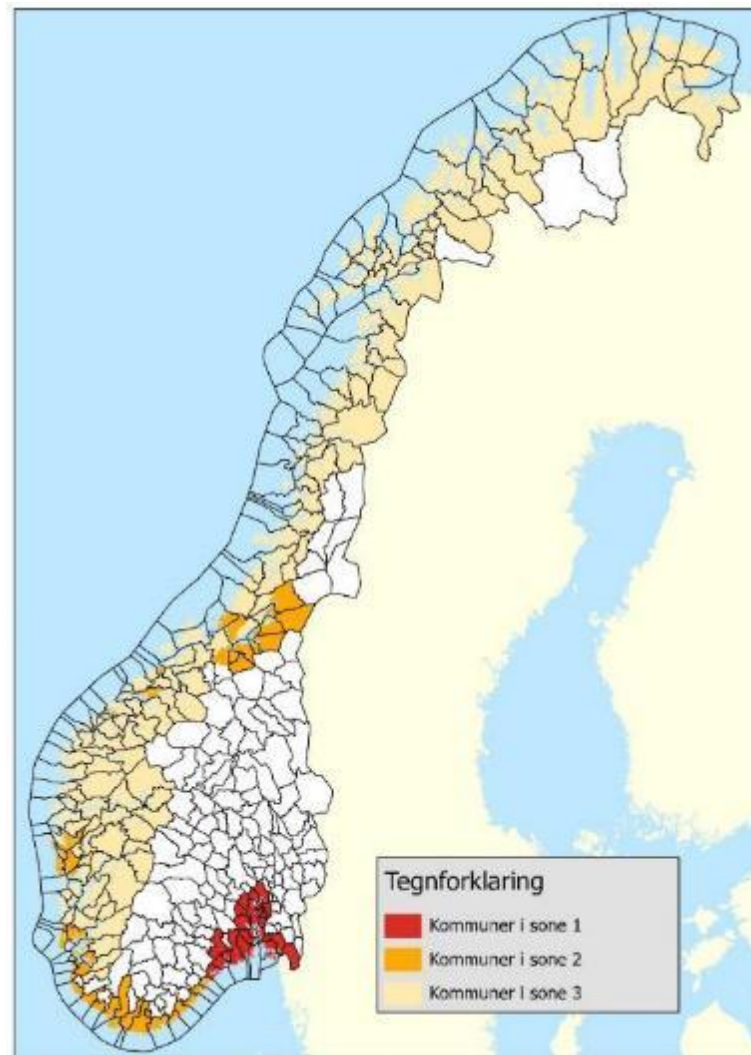 Tegnforklaring
Kommuner i sone 1
Kommuner i sone 2
Kommuner i sone 3